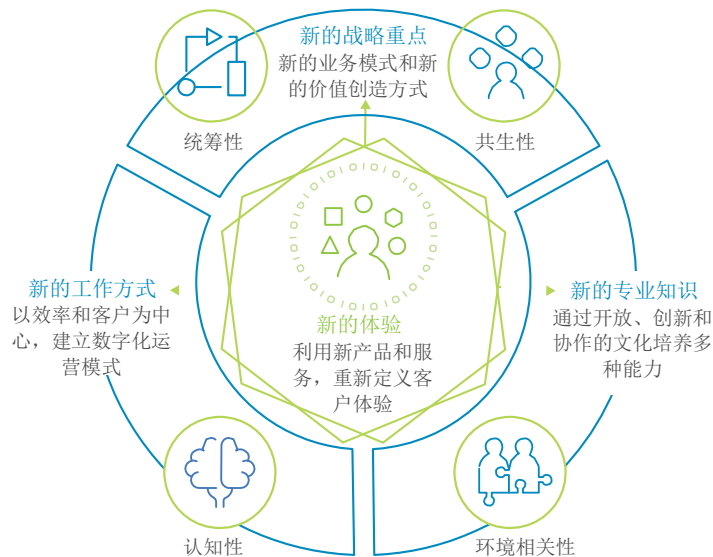 新的战略重点
新的业务模式和新
的价值创造方式
统筹性
共生性
新的工作方式
以效率和客户为中
心，建立数字化运
营模式
新的体验
利用新产品和服
务，重新定义客
户体验
新的专业知识
通过开放、创新和
协作的文化培养多
种能力
认知性
环境相关性